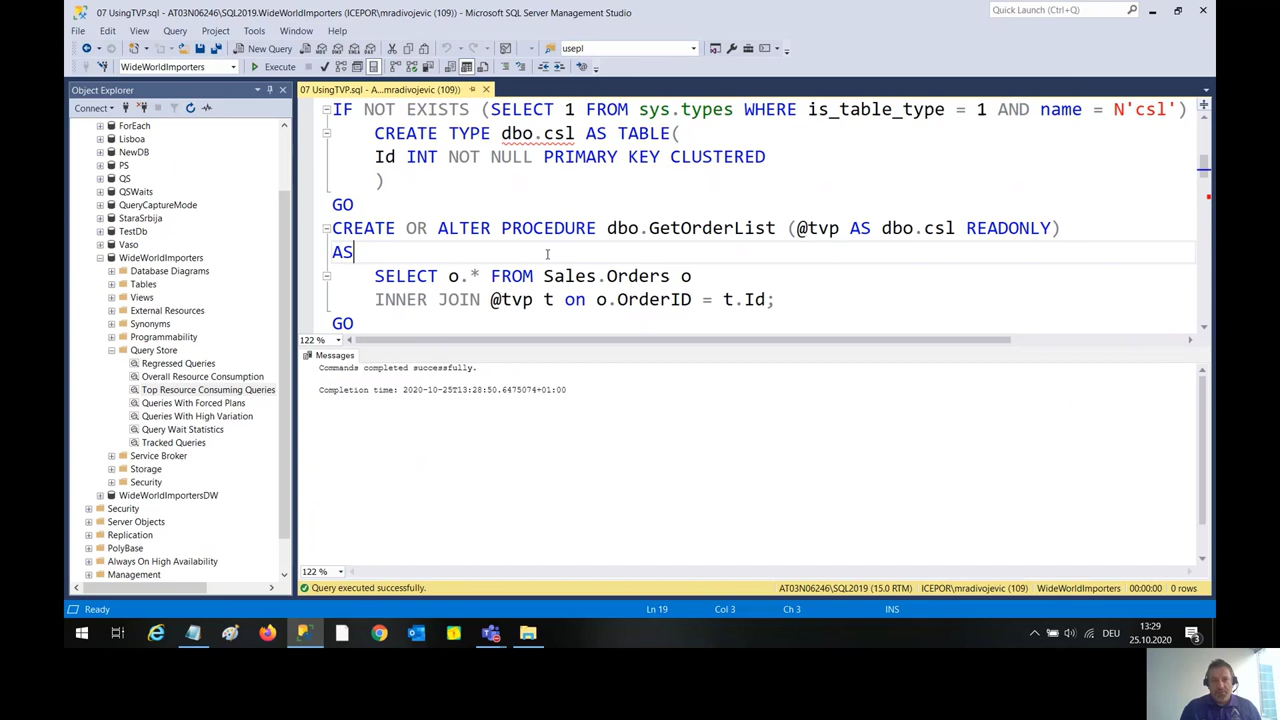 07 UsingTVP.sql - AT03N06246\SQL2019.WideWorldImporters (ICEPOR\mradivojevic (109)) - Microsoft SQL Server Management Studio
Quick Launch (Ctrl+Q)
File Edit View Query Project Tools Window Help
New Query
usepl
WideWorldImporters
Execute
Object Explorer
07 UsingTVP.sql - A...mradivojevic (109))
Connect
ForEach
Lisboa
NewDB
PS
QS
QSWaits
QueryCaptureMode
StaraSrbija
TestDb
Vaso
WideWorldImporters
Database Diagrams
Tables
Views
External Resources
Synonyms
Programmability
Query Store
Regressed Queries
Overall Resource Consumption
Top Resource Consuming Queries
Queries With Forced Plans
Queries With High Variation
Query Wait Statistics
Tracked Queries
Service Broker
Storage
Security
WideWorldImportersDW
Security
Server Objects
Replication
PolyBase
Always On High Availability
Management
IF NOT EXISTS (SELECT 1 FROM sys.types WHERE is_table_type = 1 AND name = N'csl')
CREATE TYPE dbo.csl AS TABLE(
Id INT NOT NULL PRIMARY KEY CLUSTERED
)
GO
CREATE OR ALTER PROCEDURE dbo.GetOrderList (@tvp AS dbo.csl READONLY)
AS
SELECT o.* FROM Sales.Orders o
INNER JOIN @tvp t on o.OrderID = t.Id;
GO
122 %
Messages
Commands completed successfully.
Completion time: 2020-10-25T13:28:50.6475074+01:00
122 %
Query executed successfully.
AT03N06246\SQL2019 (15.0 RTM) ICEPOR\mradivojevic (109) WideWorldImporters 00:00:00 0 rows
Ready
Ln 19 Col 3 Ch 3 INS
DEU
13:29
25.10.2020
3